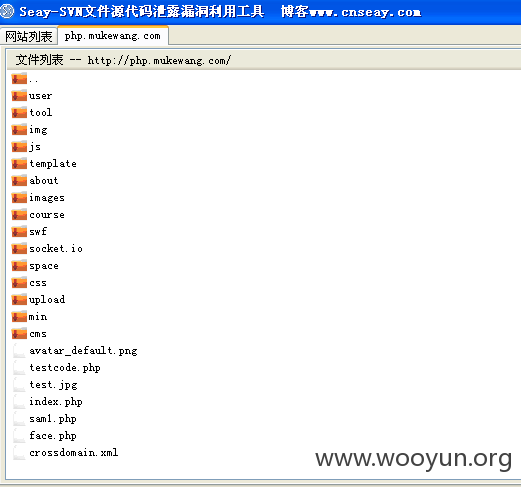 Seay-SVN文件源代码泄露漏洞利用工具 博客www.cnseay.com
网站列表 php.mukewang.com
文件列表 -- http://php.mukewang.com/
..
user
tool
img
js
template
about
images
course
swf
socket.io
space
css
upload
min
cms
avatar_default.png
testcode.php
test.jpg
index.php
sam1.php
face.php
crossdomain.xml
www.wooyun.org